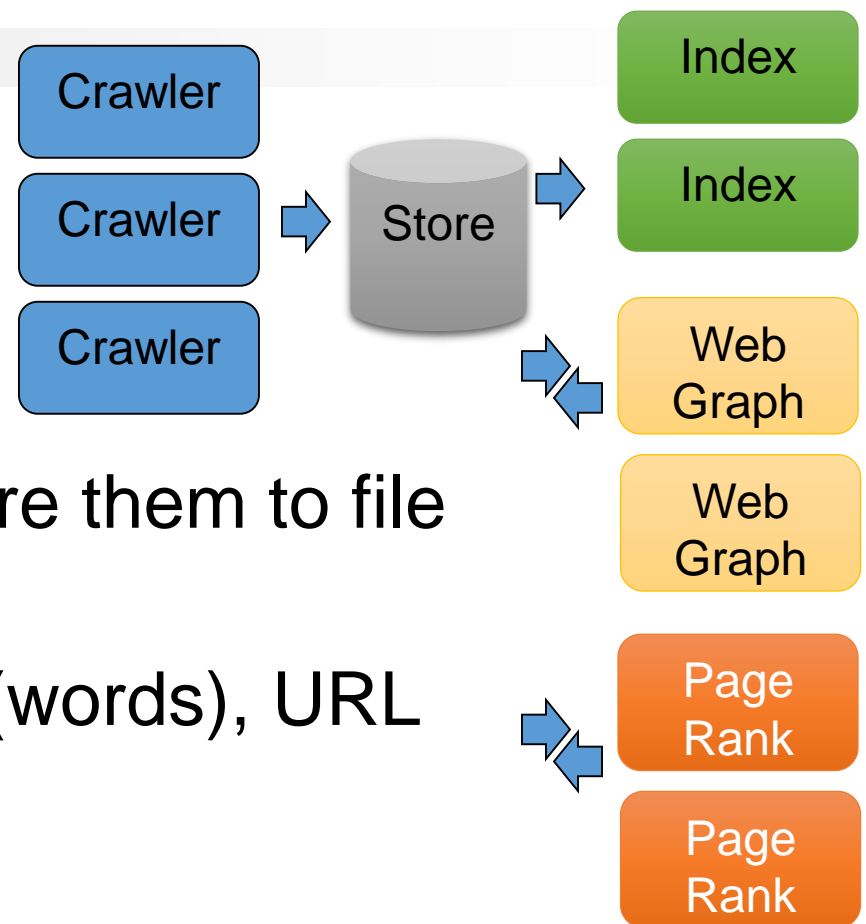 Crawler
Crawler
Crawler
Store
Index
Index
Web
Graph
Web
Graph
Page
Rank
Page
Rank
re them to file
(words), URL